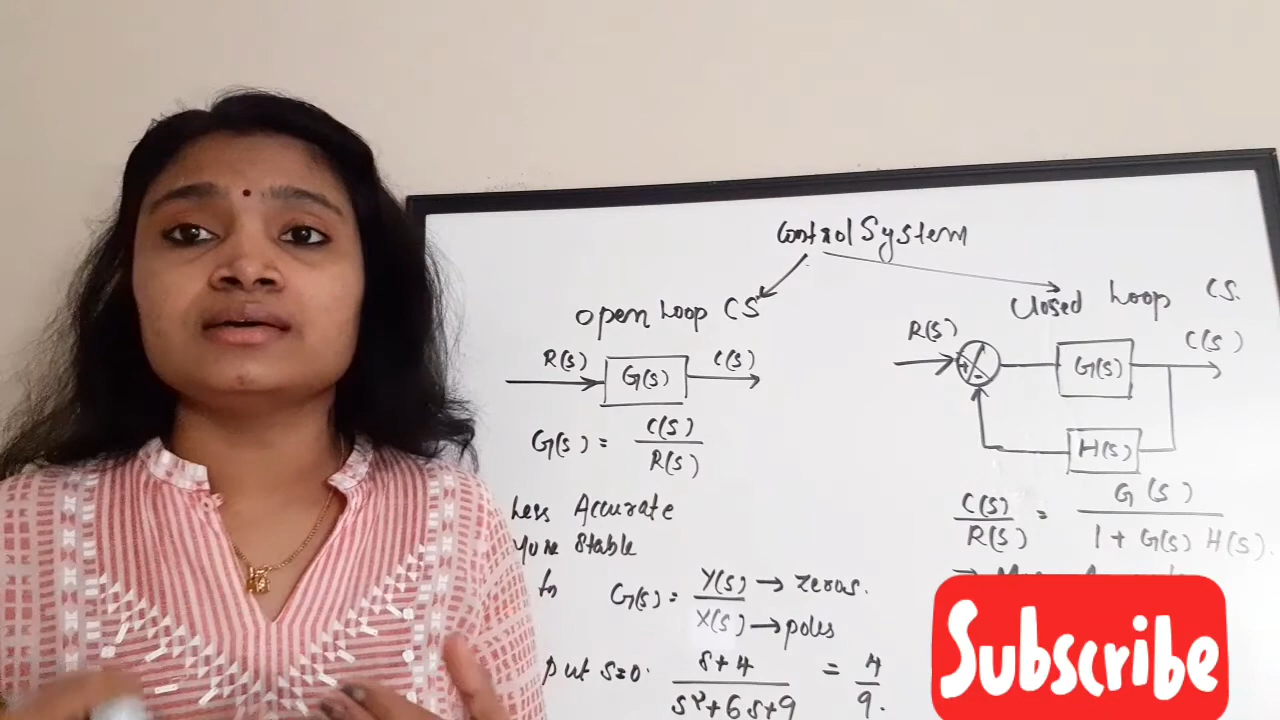 Control System
Open Loop CS
Closed Loop CS.
R(s)
G(s)
C(s)
R(s)
+
-
G(s)
C(s)
H(s)
G(s) = C(s) / R(s)
C(s) / R(s) = G(s) / 1 + G(s) H(s).
Less Accurate
More Stable
G(s) = Y(s) → zeros.
X(s) → poles
put s=0. s+4 / s²+6s+9 = 4 / 9.
Subscribe